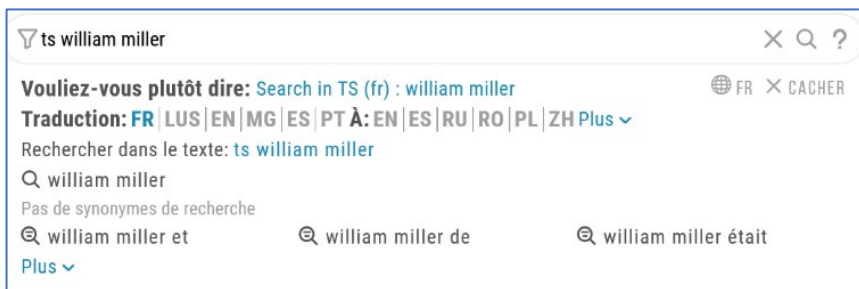 ts william miller ?
Vouliez-vous plutôt dire: Search in TS (fr) : william miller FR CACHER
Traduction: FR|LUS|EN|MG|ES|PT À: EN|ES|RU|RO|PL|ZH Plus
Rechercher dans le texte: ts william miller
william miller
Pas de synonymes de recherche
william miller et william miller de william miller était
Plus